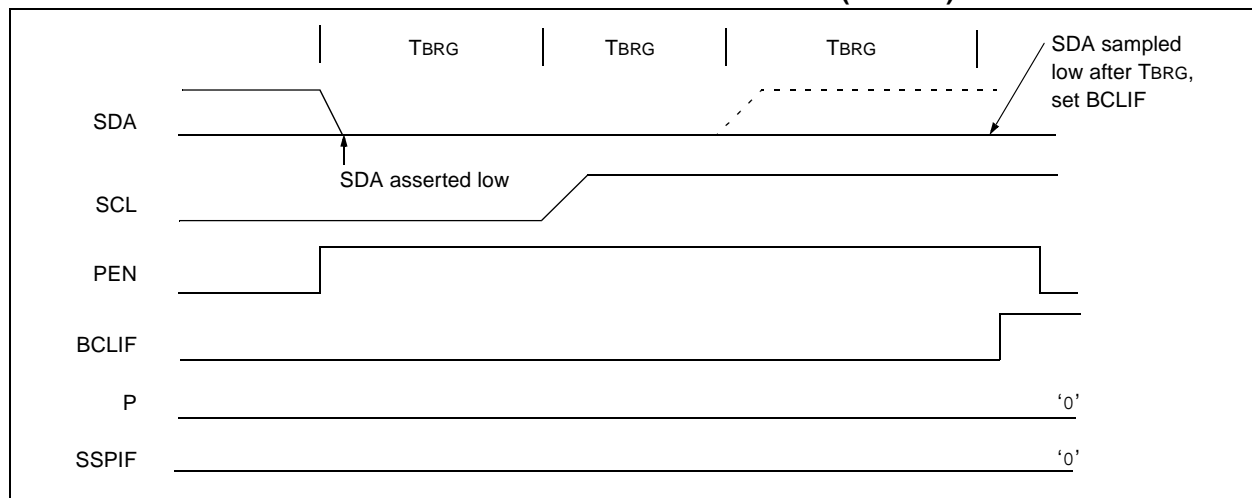 TBRG TBRG TBRG
SDA sampled
low after TBRG,
set BCLIF
SDA
SDA asserted low
SCL
PEN
BCLIF
P
‘0’
SSPIF
‘0’